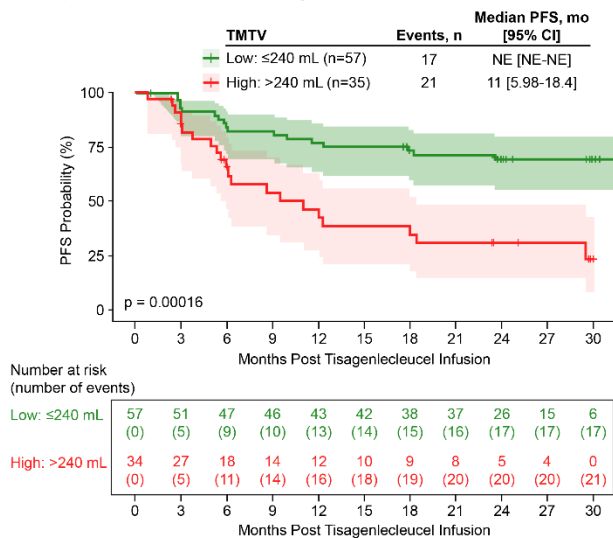 Median PFS, mo
TMTV Events, n [95% CI]
Low: ≤240 mL (n=57) 17 NE [NE-NE]
High: >240 mL (n=35) 21 11 [5.98-18.4]
100
75
50
25
0
PFS Probability (%)
p = 0.00016
0 3 6 9 12 15 18 21 24 27 30
Months Post Tisagenlecleucel Infusion
Number at risk
(number of events)
Low: ≤240 mL 57 51 47 46 43 42 38 37 26 15 6
(0) (5) (9) (10) (13) (14) (15) (16) (17) (17) (17)
High: >240 mL 34 27 18 14 12 10 9 8 5 4 0
(0) (5) (11) (14) (16) (18) (19) (20) (20) (20) (21)
0 3 6 9 12 15 18 21 24 27 30
Months Post Tisagenlecleucel Infusion